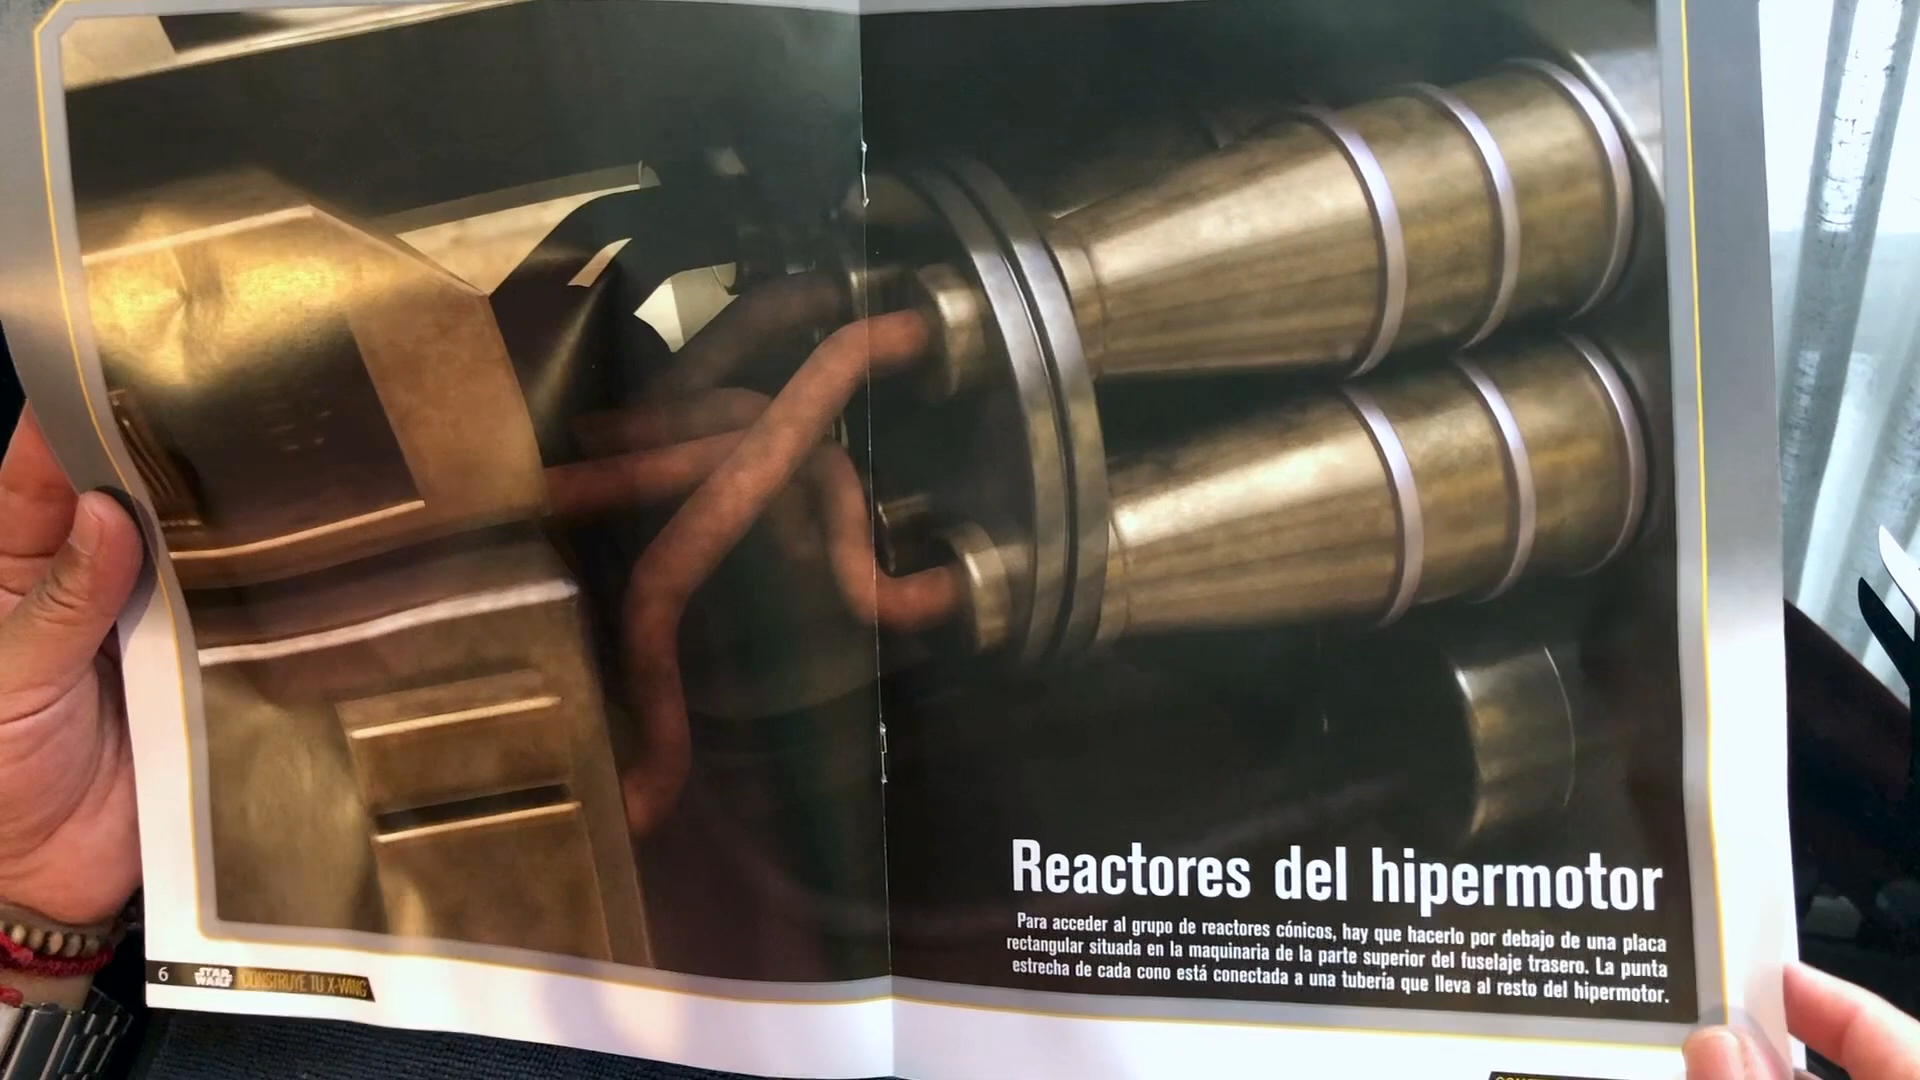 Reactores del hipermotor
Para acceder al grupo de reactores cónicos, hay que hacerlo por debajo de una placa
rectangular situada en la maquinaria de la parte superior del fuselaje trasero. La punta
estrecha de cada cono está conectada a una tubería que lleva al resto del hipermotor.
6 STAR WARS CONSTRUYE TU X-WING